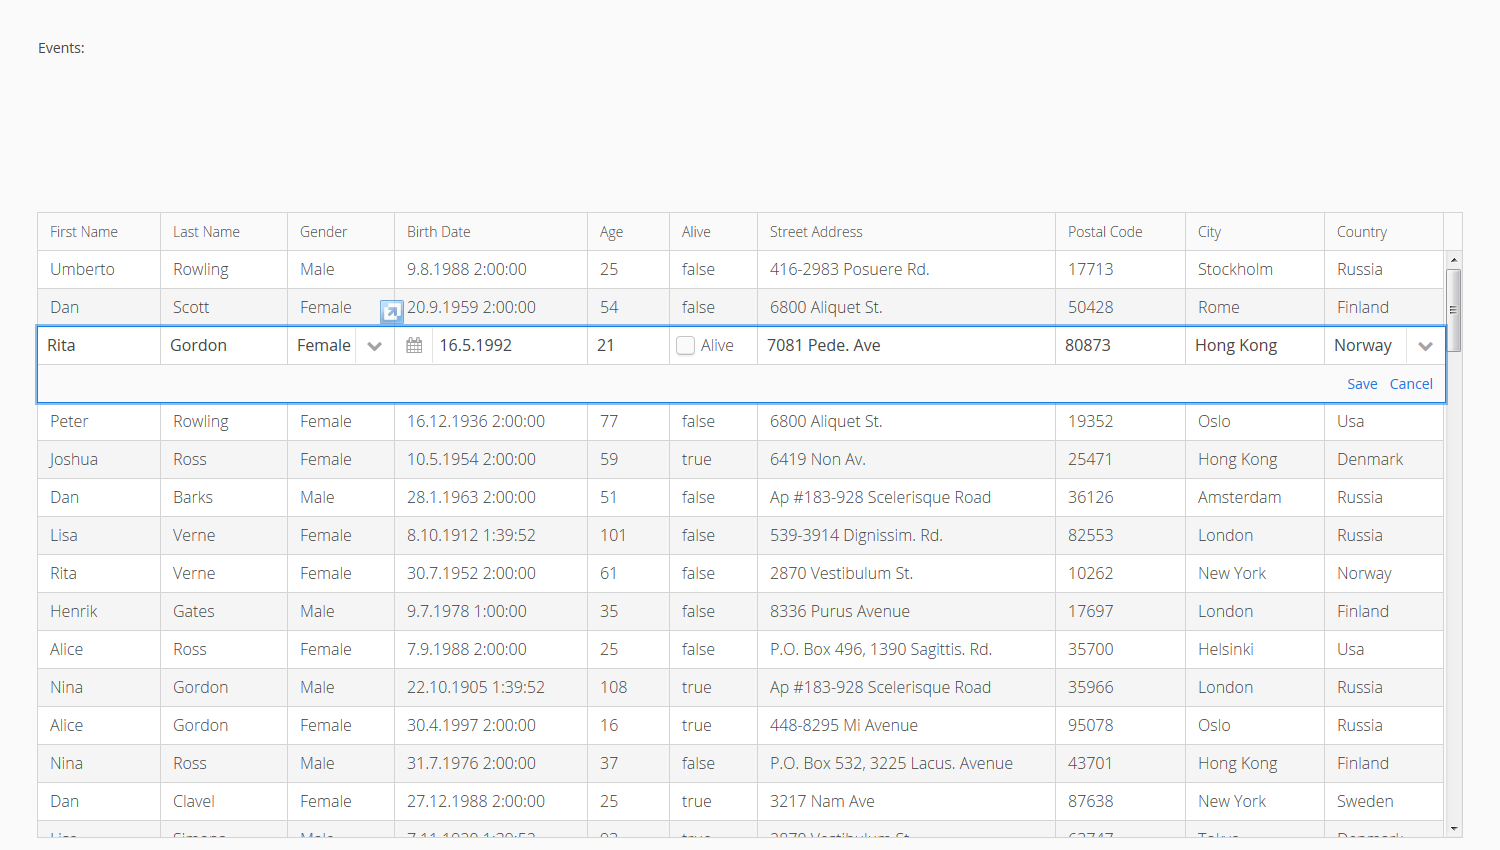 Events:
First Name Last Name Gender Birth Date Age Alive Street Address Postal Code City Country
Umberto Rowling Male 9.8.1988 2:00:00 25 false 416-2983 Posuere Rd. 17713 Stockholm Russia
Dan Scott Female 20.9.1959 2:00:00 54 false 6800 Aliquet St. 50428 Rome Finland
Rita Gordon Female 16.5.1992 21 Alive 7081 Pede. Ave 80873 Hong Kong Norway
Save Cancel
Peter Rowling Female 16.12.1936 2:00:00 77 false 6800 Aliquet St. 19352 Oslo Usa
Joshua Ross Female 10.5.1954 2:00:00 59 true 6419 Non Av. 25471 Hong Kong Denmark
Dan Barks Male 28.1.1963 2:00:00 51 false Ap #183-928 Scelerisque Road 36126 Amsterdam Russia
Lisa Verne Female 8.10.1912 1:39:52 101 false 539-3914 Dignissim. Rd. 82553 London Russia
Rita Verne Female 30.7.1952 2:00:00 61 false 2870 Vestibulum St. 10262 New York Norway
Henrik Gates Male 9.7.1978 1:00:00 35 false 8336 Purus Avenue 17697 London Finland
Alice Ross Female 7.9.1988 2:00:00 25 false P.O. Box 496, 1390 Sagittis. Rd. 35700 Helsinki Usa
Nina Gordon Male 22.10.1905 1:39:52 108 true Ap #183-928 Scelerisque Road 35966 London Russia
Alice Gordon Female 30.4.1997 2:00:00 16 true 448-8295 Mi Avenue 95078 Oslo Russia
Nina Ross Male 31.7.1976 2:00:00 37 false P.O. Box 532, 3225 Lacus. Avenue 43701 Hong Kong Finland
Dan Clavel Female 27.12.1988 2:00:00 25 true 3217 Nam Ave 87638 New York Sweden